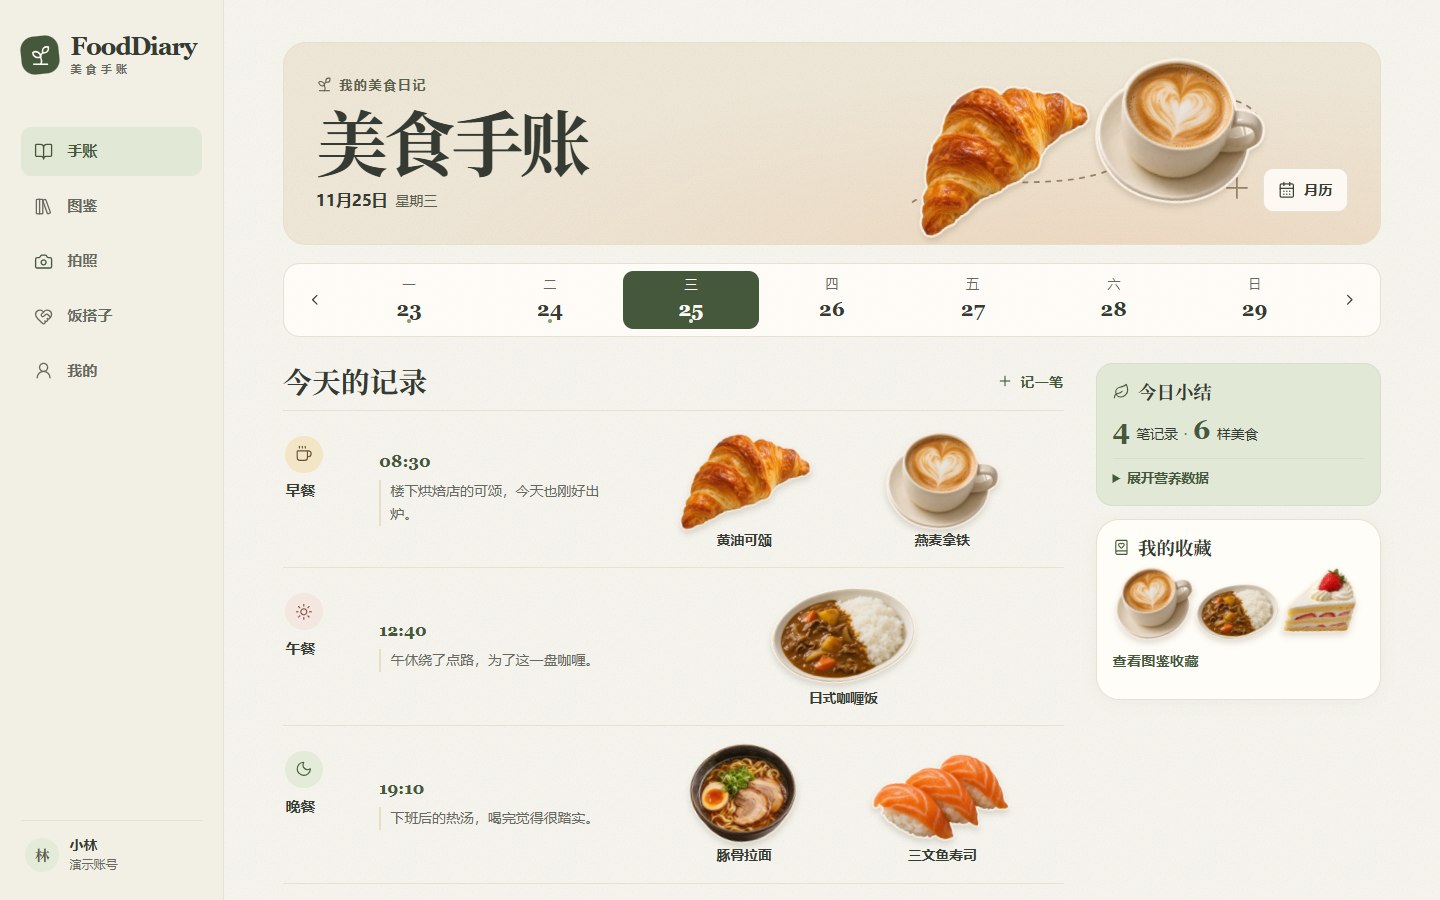 FoodDiary
美食手账
手账
图鉴
拍照
饭搭子
我的
林
小林
演示账号
我的美食日记
美食手账
11月25日 星期三
月历
一
23
二
24
三
25
四
26
五
27
六
28
日
29
今天的记录
+ 记一笔
早餐
08:30
楼下烘焙店的可颂，今天也刚好出
炉。
黄油可颂
燕麦拿铁
午餐
12:40
午休绕了点路，为了这一盘咖喱。
日式咖喱饭
晚餐
19:10
下班后的热汤，喝完觉得很踏实。
豚骨拉面
三文鱼寿司
今日小结
4 笔记录 · 6 样美食
展开营养数据
我的收藏
查看图鉴收藏